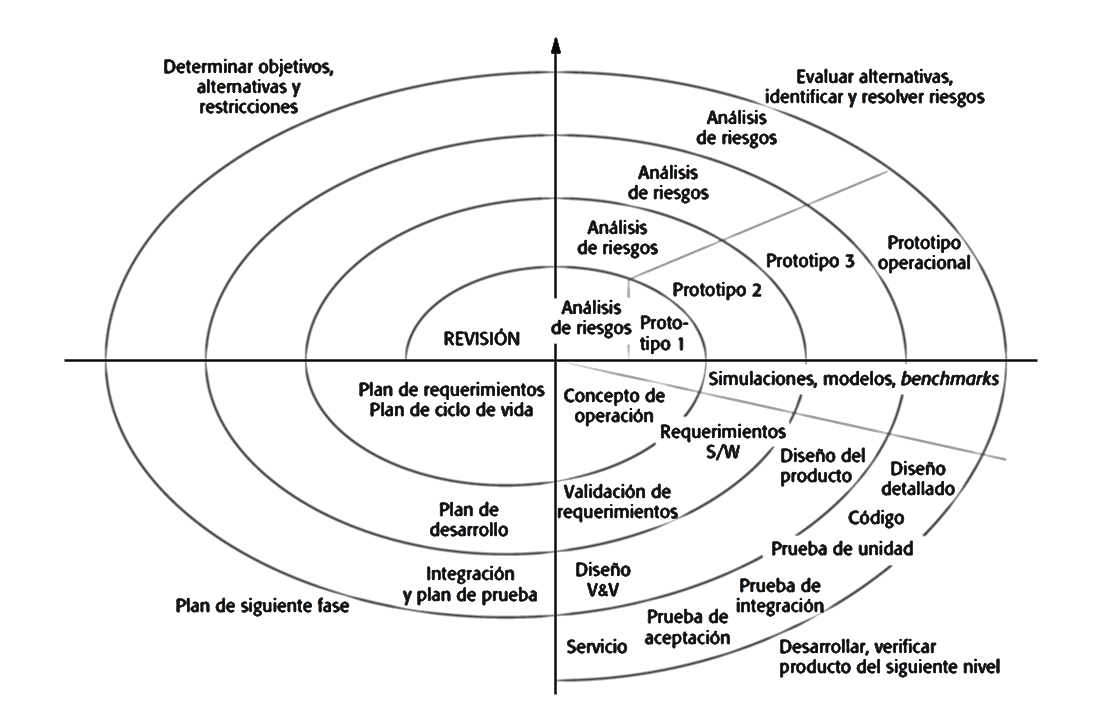 Determinar objetivos,
alternativas y
restricciones
Evaluar alternativas,
identificar y resolver riesgos
Análisis
de riesgos
Análisis
de riesgos
Análisis
de riesgos
Análisis
de riesgos
REVISIÓN
Proto-
tipo 1
Prototipo 2
Prototipo 3
Prototipo
operacional
Simulaciones, modelos, benchmarks
Plan de requerimientos
Plan de ciclo de vida
Concepto de
operación
Requerimientos
S/W
Diseño del
producto
Diseño
detallado
Plan de
desarrollo
Validación de
requerimientos
Código
Prueba de unidad
Integración
y plan de prueba
Diseño
V&V
Prueba de
integración
Plan de siguiente fase
Prueba de
aceptación
Servicio
Desarrollar, verificar
producto del siguiente nivel